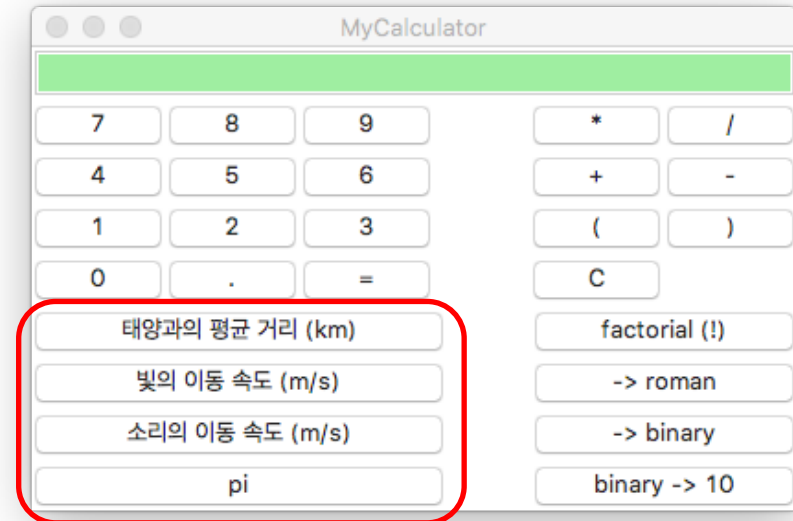 MyCalculator
7 8 9 * /
4 5 6 + -
1 2 3 ( )
0 . = C
태양과의 평균 거리 (km) factorial (!)
빛의 이동 속도 (m/s) -> roman
소리의 이동 속도 (m/s) -> binary
pi binary -> 10